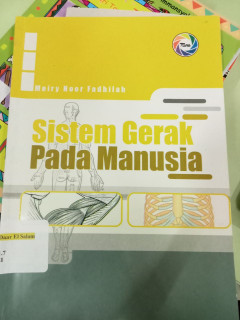 Meiry Noor Fadhilah
Sistem Gerak
Pada Manusia